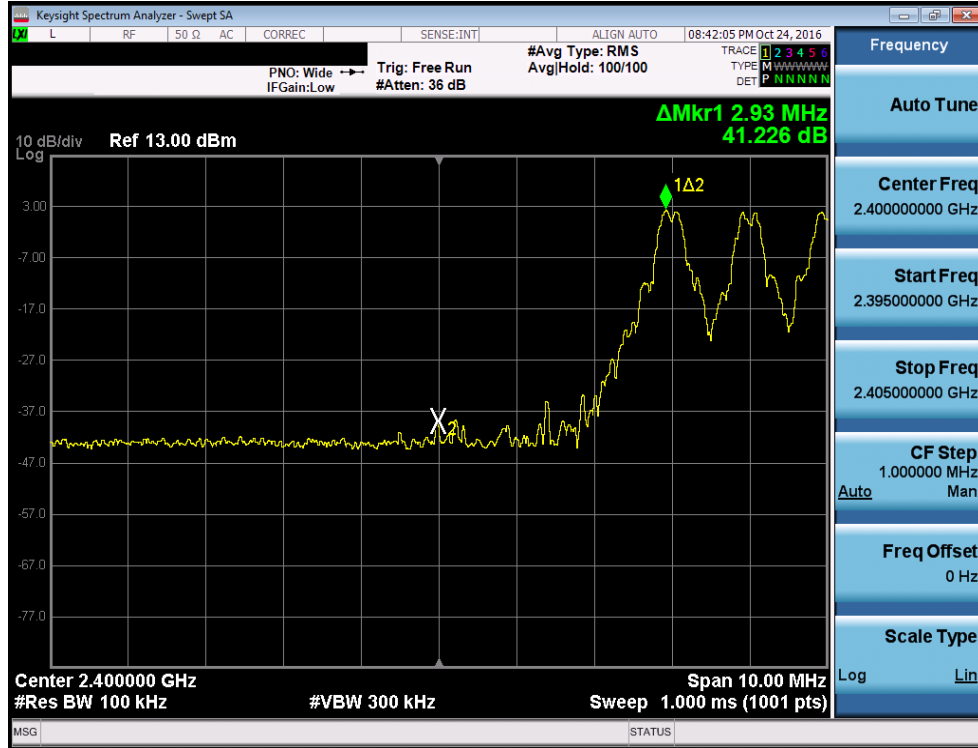 Keysight Spectrum Analyzer - Swept SA
LXI L RF 50 Ω AC CORREC SENSE:INT ALIGN AUTO 08:42:05 PM Oct 24, 2016
Frequency
#Avg Type: RMS TRACE 1 2 3 4 5 6
PNO: Wide Trig: Free Run Avg|Hold: 100/100 TYPE M W W W W W
IFGain:Low #Atten: 36 dB DET P N N N N N
Auto Tune
ΔMkr1 2.93 MHz
41.226 dB
10 dB/div Ref 13.00 dBm
Log
Center Freq
2.400000000 GHz
1Δ2
3.00
-7.00
Start Freq
2.395000000 GHz
-17.0
-27.0
Stop Freq
2.405000000 GHz
-37.0
X2
-47.0
CF Step
1.000000 MHz
Auto Man
-57.0
-67.0
Freq Offset
0 Hz
-77.0
Scale Type
Log Lin
Center 2.400000 GHz Span 10.00 MHz
#Res BW 100 kHz #VBW 300 kHz Sweep 1.000 ms (1001 pts)
MSG STATUS